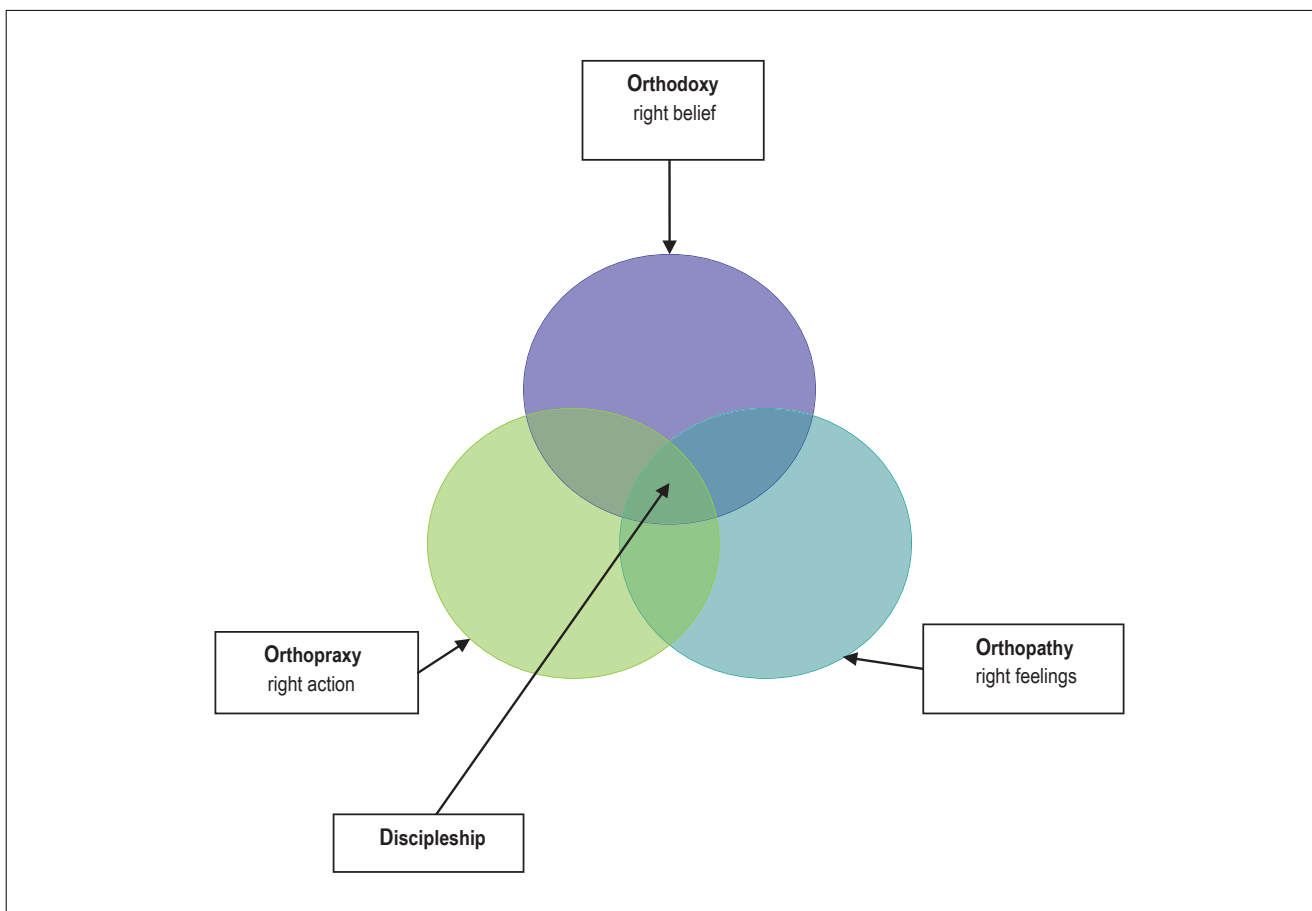 Orthodoxy
right belief
Orthopraxy
right action
Orthopathy
right feelings
Discipleship